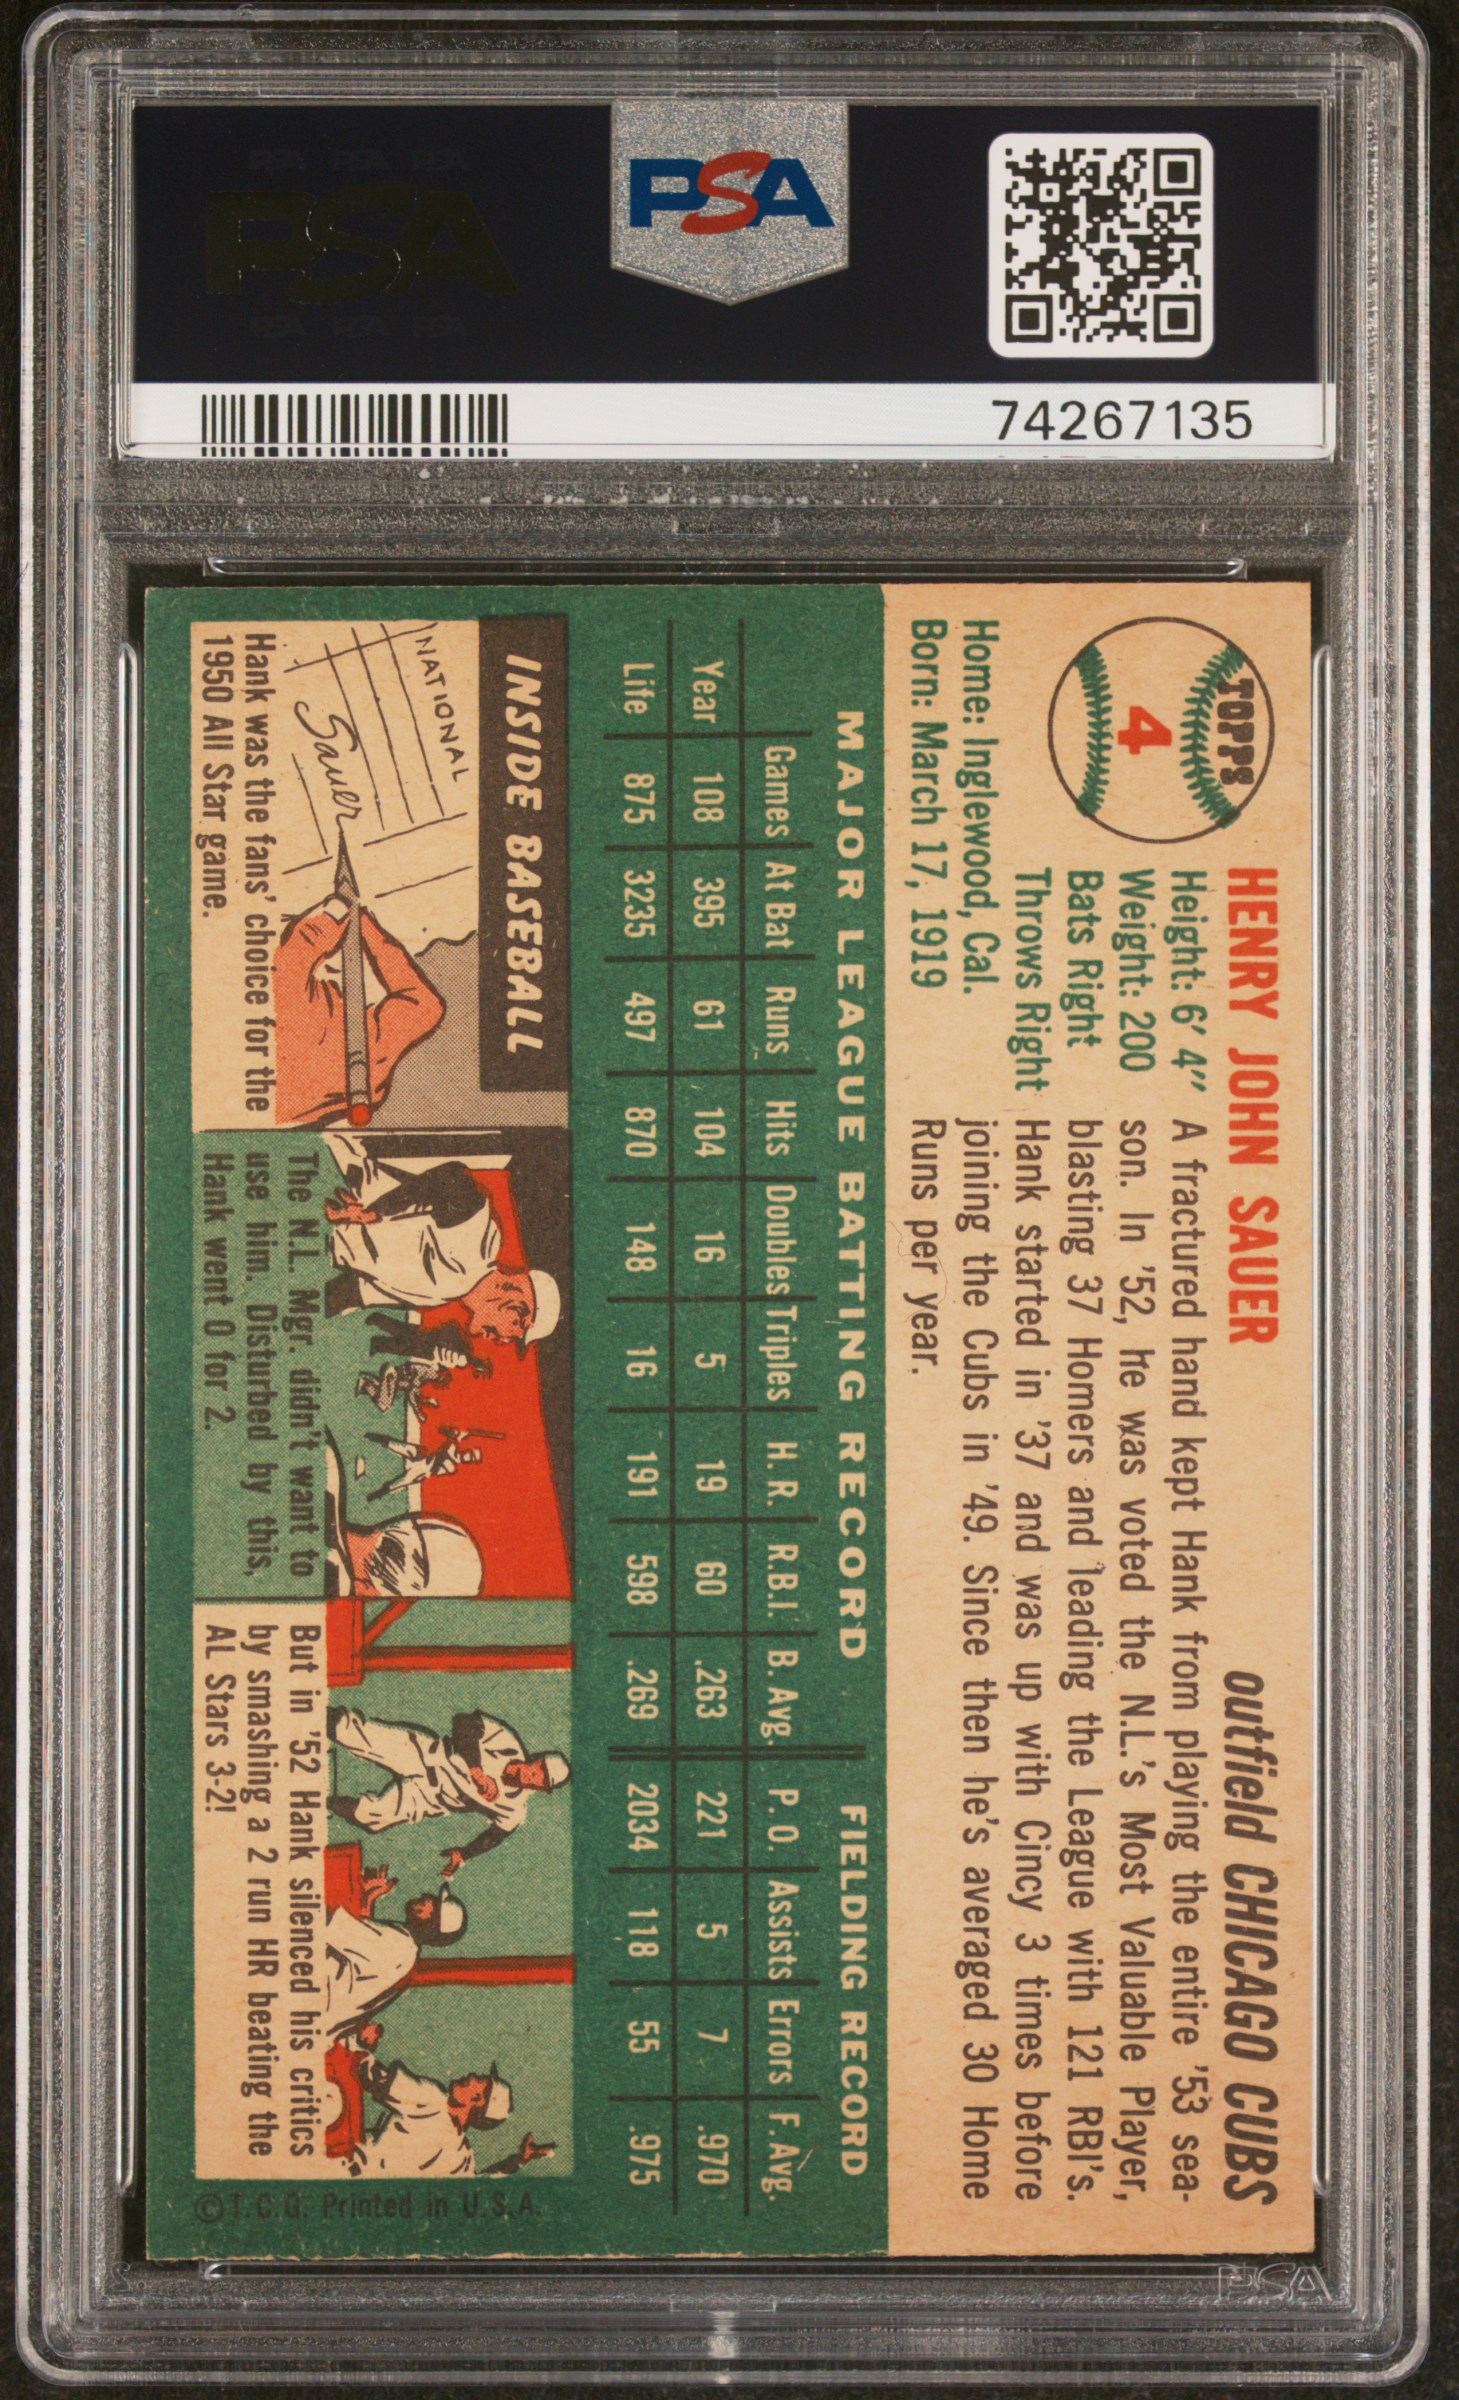 PSA PSA PSA
PSA
PSA PSA PSA
PSA
74267135
TOPPS
4
HENRY JOHN SAUER
outfield CHICAGO CUBS
Height: 6' 4"
Weight: 200
Bats Right
Throws Right
Home: Inglewood, Cal.
Born: March 17, 1919
A fractured hand kept Hank from playing the entire '53 sea-
son. In '52, he was voted the N.L.'s Most Valuable Player,
blasting 37 Homers and leading the League with 121 RBI's.
Hank started in '37 and was up with Cincy 3 times before
joining the Cubs in '49. Since then he's averaged 30 Home
Runs per year.
MAJOR LEAGUE BATTING RECORD
FIELDING RECORD
Games At Bat Runs Hits Doubles Triples H.R. R.B.I. B. Avg. P.O. Assists Errors F. Avg.
Year 108 395 61 104 16 5 19 60 .263 221 5 7 .970
Life 875 3235 497 870 148 16 191 598 .269 2034 118 55 .975
INSIDE BASEBALL
NATIONAL
Sauer
Hank was the fans' choice for the
1950 All Star game.
The N.L. Mgr. didn't want to
use him. Disturbed by this,
Hank went 0 for 2.
But in '52 Hank silenced his critics
by smashing a 2 run HR beating the
AL Stars 3-2!
© T.C.G. Printed in U.S.A.
PSA